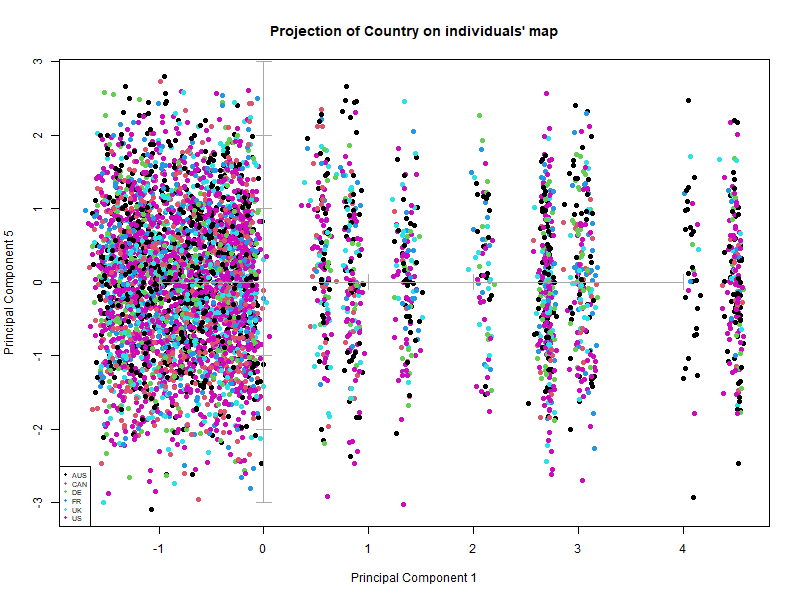 Projection of Country on individuals' map
3
2
1
0
-1
-2
-3
Principal Component 5
AUS
CAN
DE
FR
UK
US
-1
0
1
2
3
4
Principal Component 1